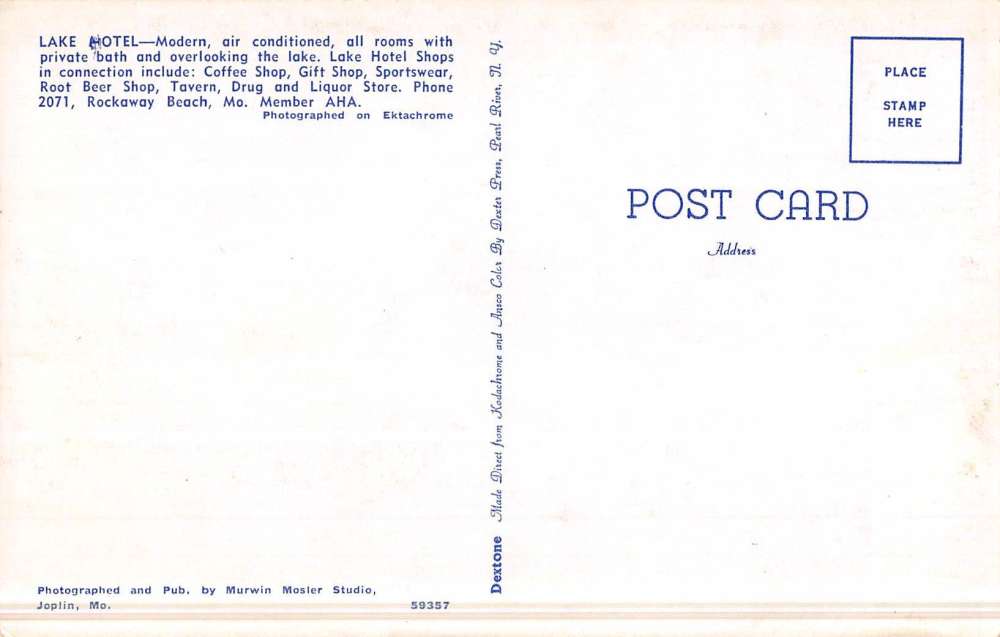 LAKE HOTEL—Modern, air conditioned, all rooms with
private bath and overlooking the lake. Lake Hotel Shops
in connection include: Coffee Shop, Gift Shop, Sportswear,
Root Beer Shop, Tavern, Drug and Liquor Store. Phone
2071, Rockaway Beach, Mo. Member AHA.
Photographed on Ektachrome
Photographed and Pub. by Murwin Mosler Studio,
Joplin, Mo. 59357
Dextone Made Direct from Kodachrome and Ansco Color By Dexter Press, Pearl River, N. Y.
PLACE
STAMP
HERE
POST CARD
Address